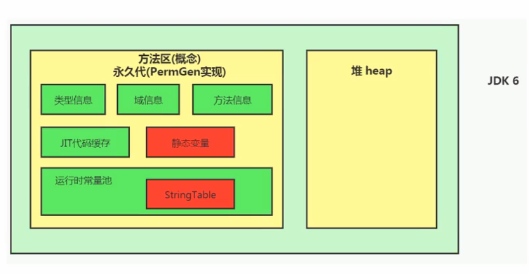 方法区(概念)
永久代(PermGen实现)
类型信息
域信息
方法信息
JIT代码缓存
静态变量
运行时常量池
StringTable
堆 heap
JDK 6